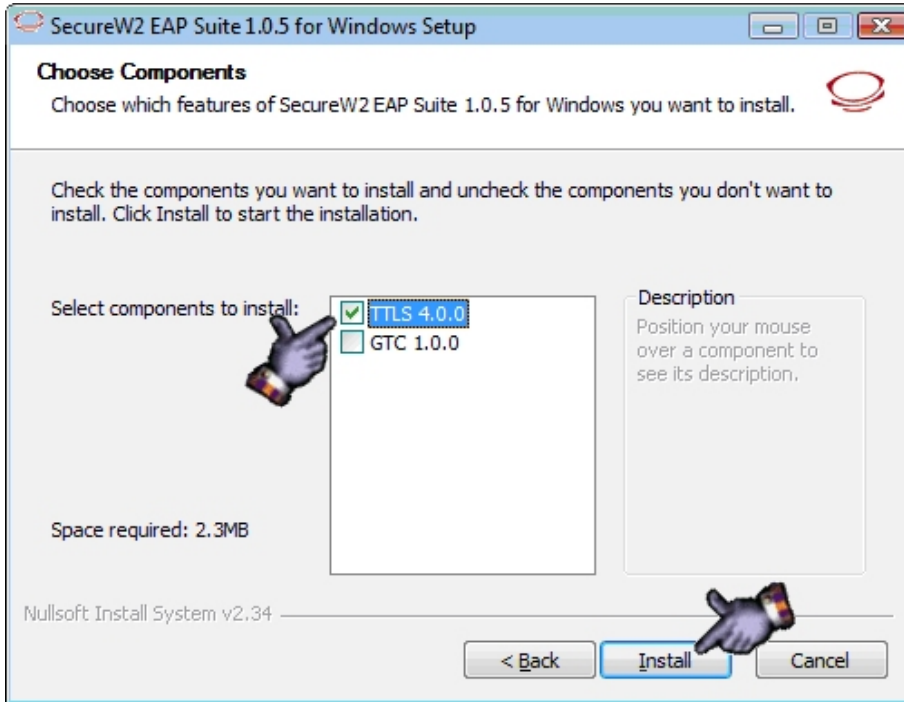 SecureW2 EAP Suite 1.0.5 for Windows Setup
Choose Components
Choose which features of SecureW2 EAP Suite 1.0.5 for Windows you want to install.
Check the components you want to install and uncheck the components you don't want to
install. Click Install to start the installation.
Select components to install:
TTLS 4.0.0
GTC 1.0.0
Description
Position your mouse
over a component to
see its description.
Space required: 2.3MB
Nullsoft Install System v2.34
< Back
Install
Cancel